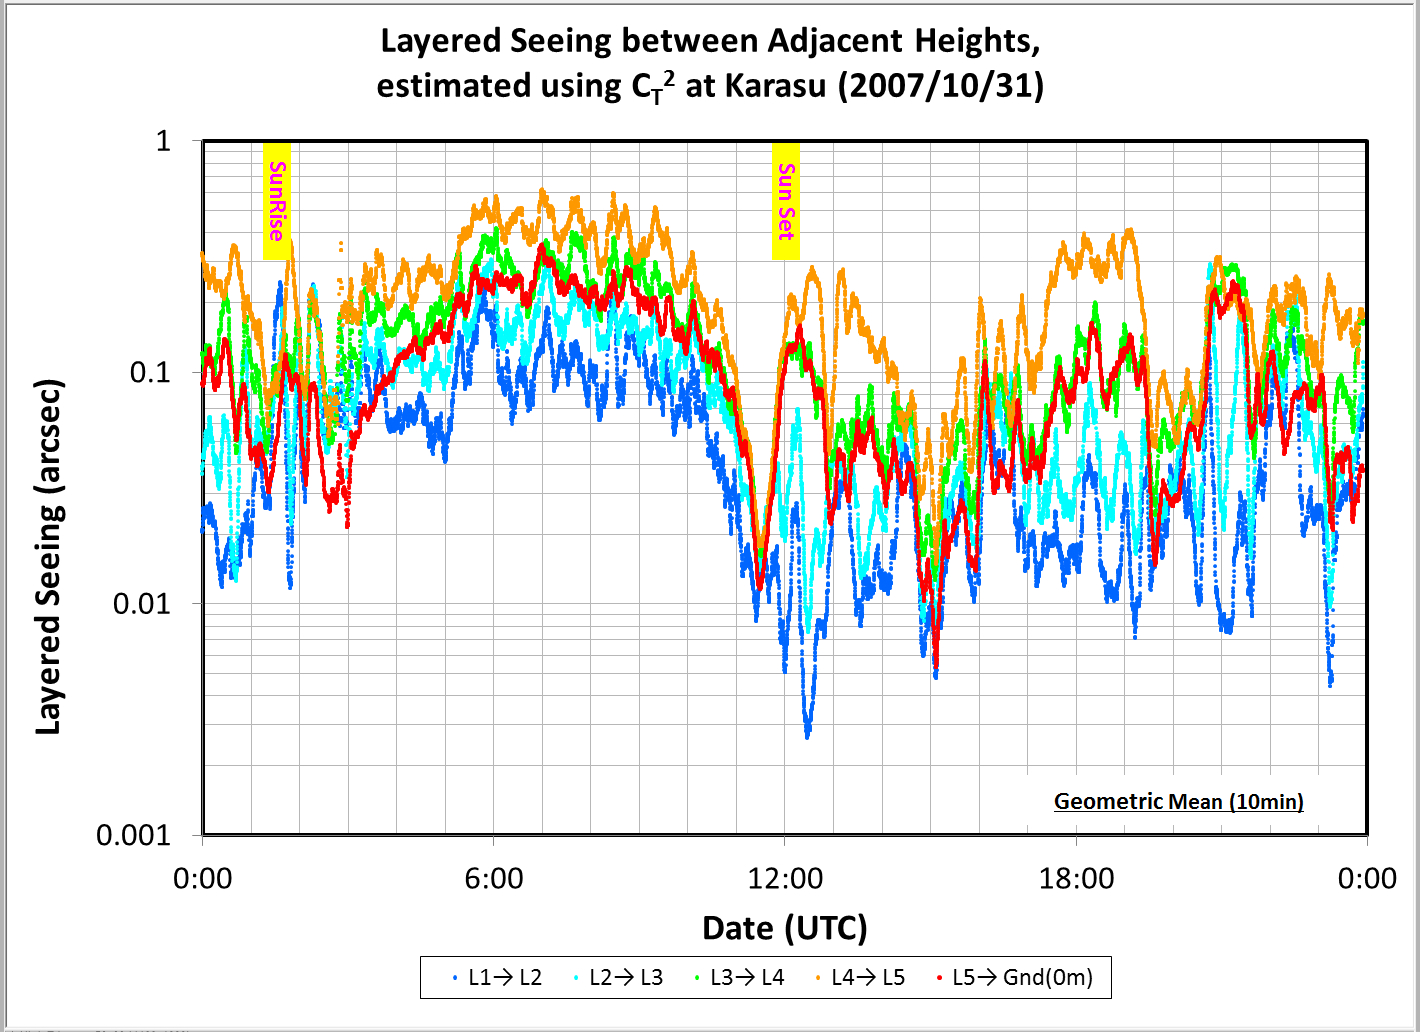 Layered Seeing between Adjacent Heights,
estimated using C_T^2 at Karasu (2007/10/31)
1
SunRise
Sun Set
0.1
Layered Seeing (arcsec)
0.01
Geometric Mean (10min)
0.001
0:00 6:00 12:00 18:00 0:00
Date (UTC)
L1→ L2 L2→ L3 L3→ L4 L4→ L5 L5→ Gnd(0m)